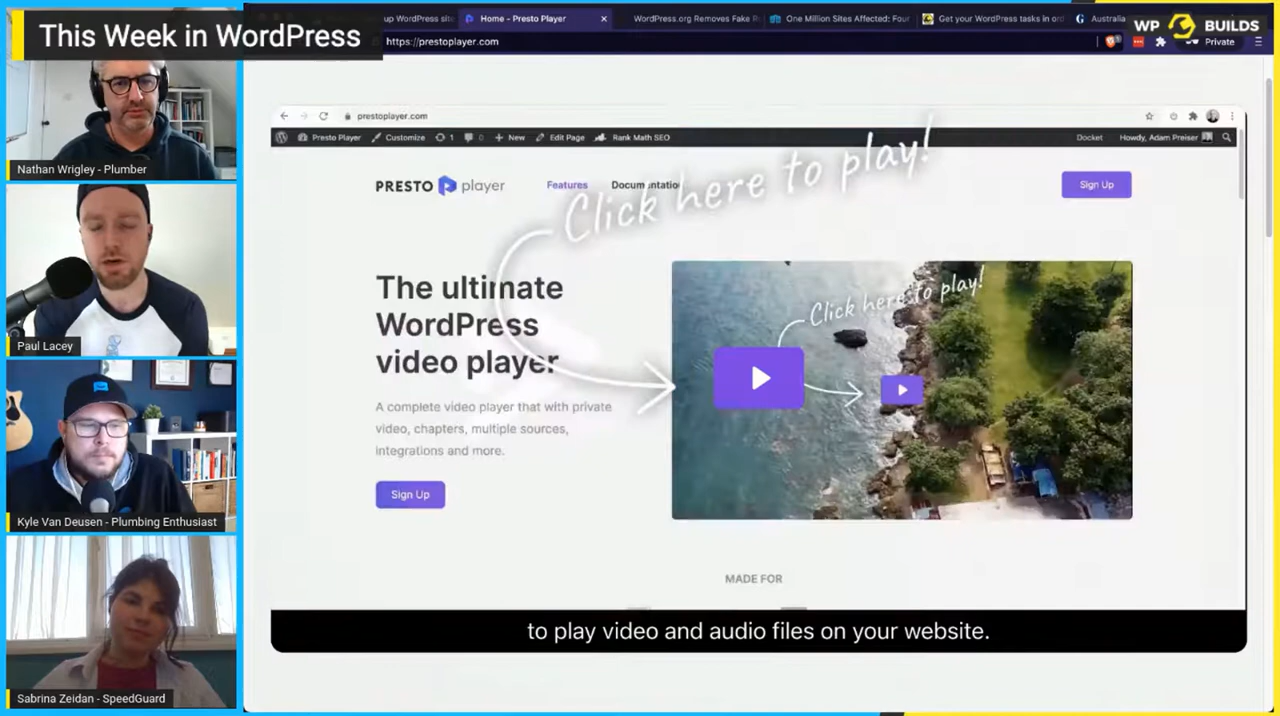 This Week in WordPress
Nathan Wrigley - Plumber
Paul Lacey
Kyle Van Deusen - Plumbing Enthusiast
Sabrina Zeidan - SpeedGuard
up WordPress sit
Home - Presto Player
WordPress.org Removes Fake R
One Million Sites Affected: Four
Get your WordPress tasks in ord
Australia
WP BUILDS
https://prestoplayer.com
Private
prestoplayer.com
Presto Player
Customize
1
0
New
Edit Page
Rank Math SEO
Docket
Howdy, Adam Preiser
Click here to play!
PRESTO player
Features
Documentatio
Sign Up
The ultimate
WordPress
video player
A complete video player that with private
video, chapters, multiple sources,
integrations and more.
Sign Up
Click here to play!
MADE FOR
to play video and audio files on your website.